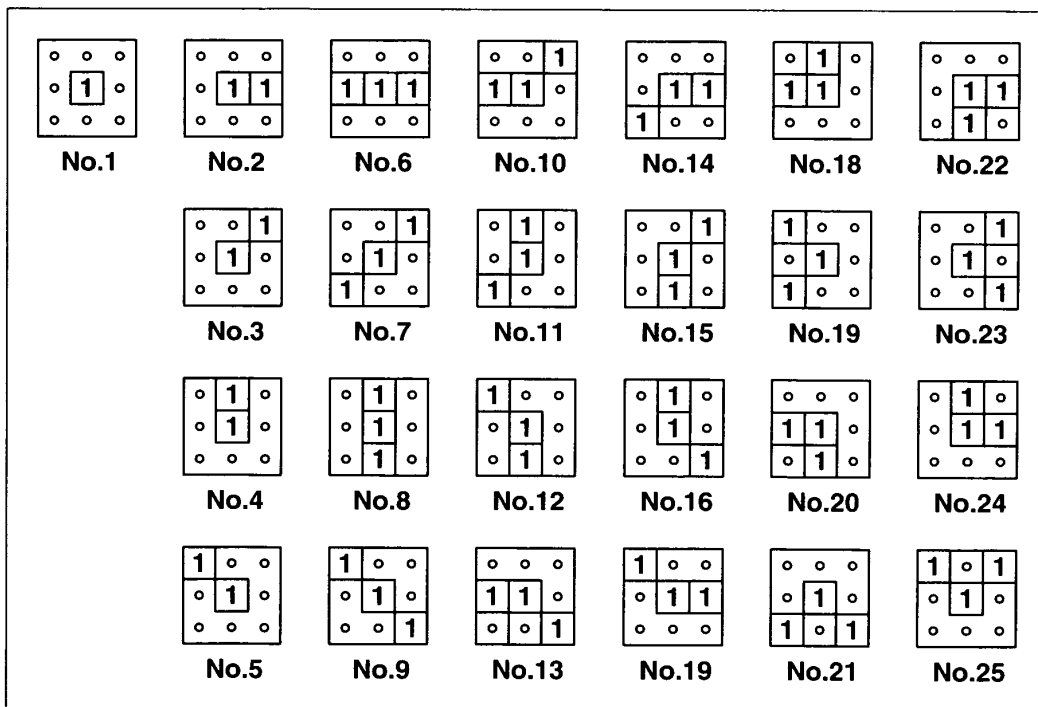 ○ ○ ○ ○ ○ ○ ○ ○ ○ ○ ○ 1 ○ ○ ○ ○ 1 ○ ○ ○ ○
○ 1 ○ ○ 1 1 1 1 1 1 1 ○ ○ 1 1 1 1 ○ ○ 1 1
○ ○ ○ ○ ○ ○ ○ ○ ○ ○ ○ ○ 1 ○ ○ ○ ○ ○ ○ 1 ○
No.1 No.2 No.6 No.10 No.14 No.18 No.22
○ ○ 1 ○ ○ 1 ○ 1 ○ ○ ○ 1 1 ○ ○ ○ ○ 1
○ 1 ○ ○ 1 ○ ○ 1 ○ ○ 1 ○ ○ 1 ○ ○ 1 ○
○ ○ ○ 1 ○ ○ 1 ○ ○ ○ 1 ○ 1 ○ ○ ○ ○ 1
No.3 No.7 No.11 No.15 No.19 No.23
○ 1 ○ ○ 1 ○ 1 ○ ○ ○ 1 ○ ○ ○ ○ ○ 1 ○
○ 1 ○ ○ 1 ○ ○ 1 ○ ○ 1 ○ 1 1 ○ ○ 1 1
○ ○ ○ ○ 1 ○ ○ 1 ○ ○ ○ 1 ○ 1 ○ ○ ○ ○
No.4 No.8 No.12 No.16 No.20 No.24
1 ○ ○ 1 ○ ○ ○ ○ ○ 1 ○ ○ ○ ○ ○ 1 ○ 1
○ 1 ○ ○ 1 ○ 1 1 ○ ○ 1 1 ○ 1 ○ ○ 1 ○
○ ○ ○ ○ ○ 1 ○ ○ 1 ○ ○ ○ 1 ○ 1 ○ ○ ○
No.5 No.9 No.13 No.19 No.21 No.25